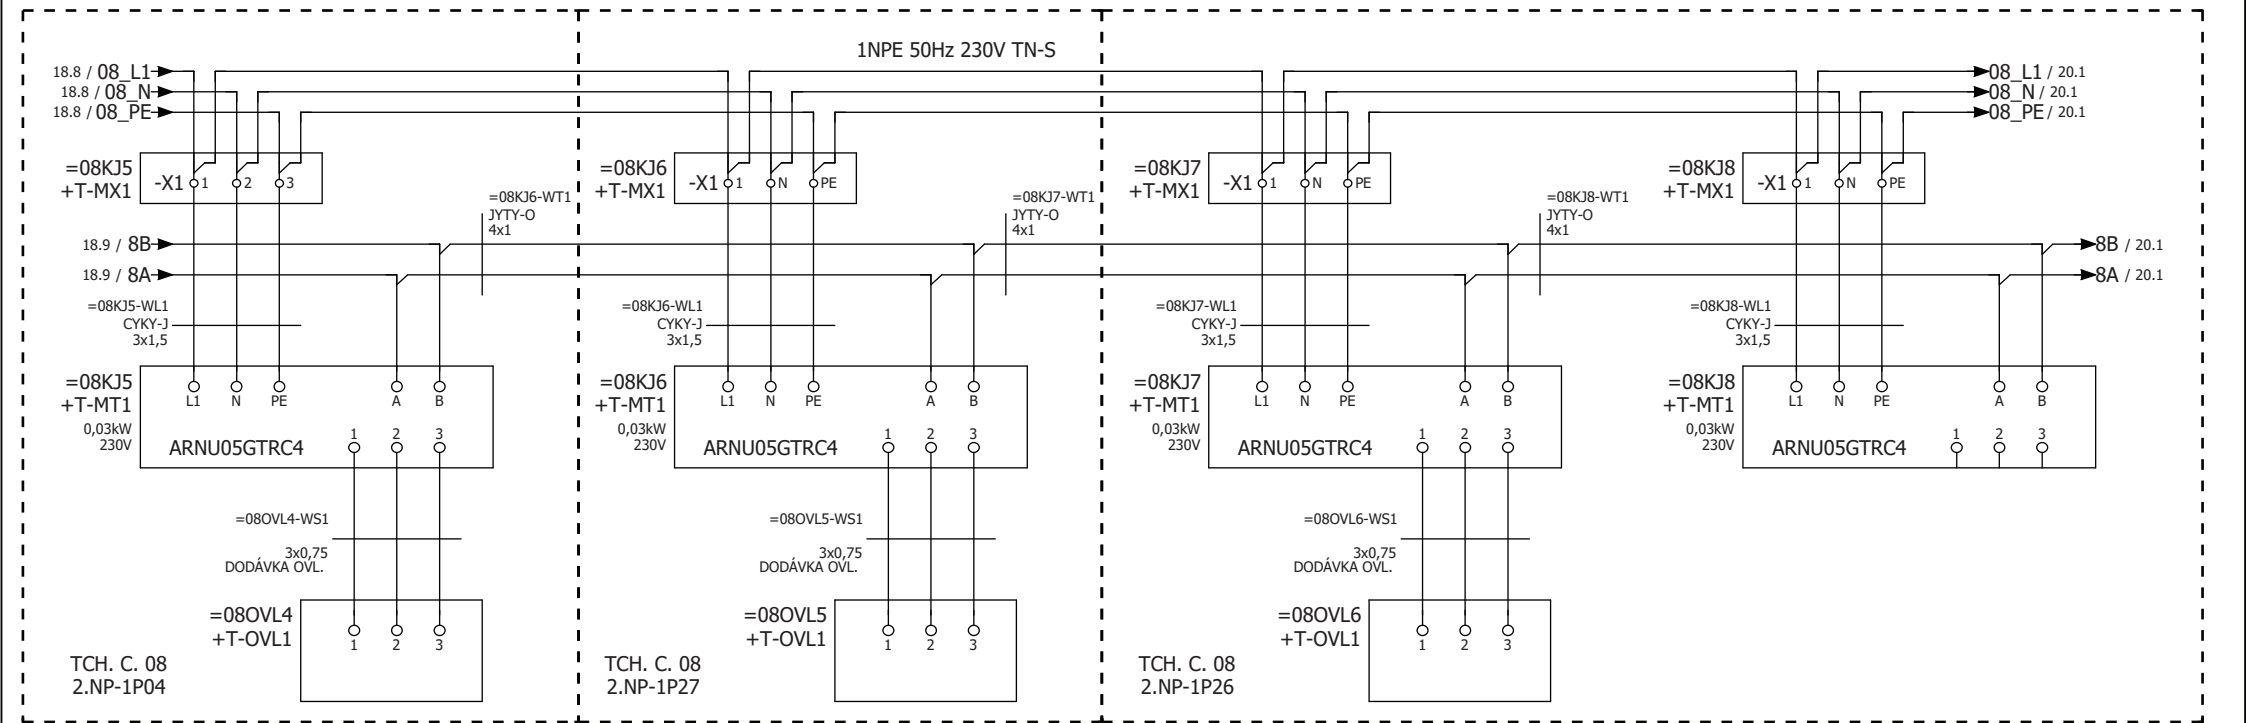 1NPE 50Hz 230V TN-S
18.8 / 08_L1
18.8 / 08_N
18.8 / 08_PE
08_L1 / 20.1
08_N / 20.1
08_PE / 20.1
=08KJ5
+T-MX1
-X1 1 2 3
=08KJ6
+T-MX1
-X1 1 N PE
=08KJ7
+T-MX1
-X1 1 N PE
=08KJ8
+T-MX1
-X1 1 N PE
=08KJ6-WT1
JYTY-O
4x1
=08KJ7-WT1
JYTY-O
4x1
=08KJ8-WT1
JYTY-O
4x1
18.9 / 8B
18.9 / 8A
8B / 20.1
8A / 20.1
=08KJ5-WL1
CYKY-J
3x1,5
=08KJ6-WL1
CYKY-J
3x1,5
=08KJ7-WL1
CYKY-J
3x1,5
=08KJ8-WL1
CYKY-J
3x1,5
=08KJ5
+T-MT1
0,03kW
230V
L1 N PE A B
1 2 3
ARNU05GTRC4
=08KJ6
+T-MT1
0,03kW
230V
L1 N PE A B
1 2 3
ARNU05GTRC4
=08KJ7
+T-MT1
0,03kW
230V
L1 N PE A B
1 2 3
ARNU05GTRC4
=08KJ8
+T-MT1
0,03kW
230V
L1 N PE A B
1 2 3
ARNU05GTRC4
=08OVL4-WS1
3x0,75
DODÁVKA OVL.
=08OVL5-WS1
3x0,75
DODÁVKA OVL.
=08OVL6-WS1
3x0,75
DODÁVKA OVL.
=08OVL4
+T-OVL1
1 2 3
=08OVL5
+T-OVL1
1 2 3
=08OVL6
+T-OVL1
1 2 3
TCH. C. 08
2.NP-1P04
TCH. C. 08
2.NP-1P27
TCH. C. 08
2.NP-1P26